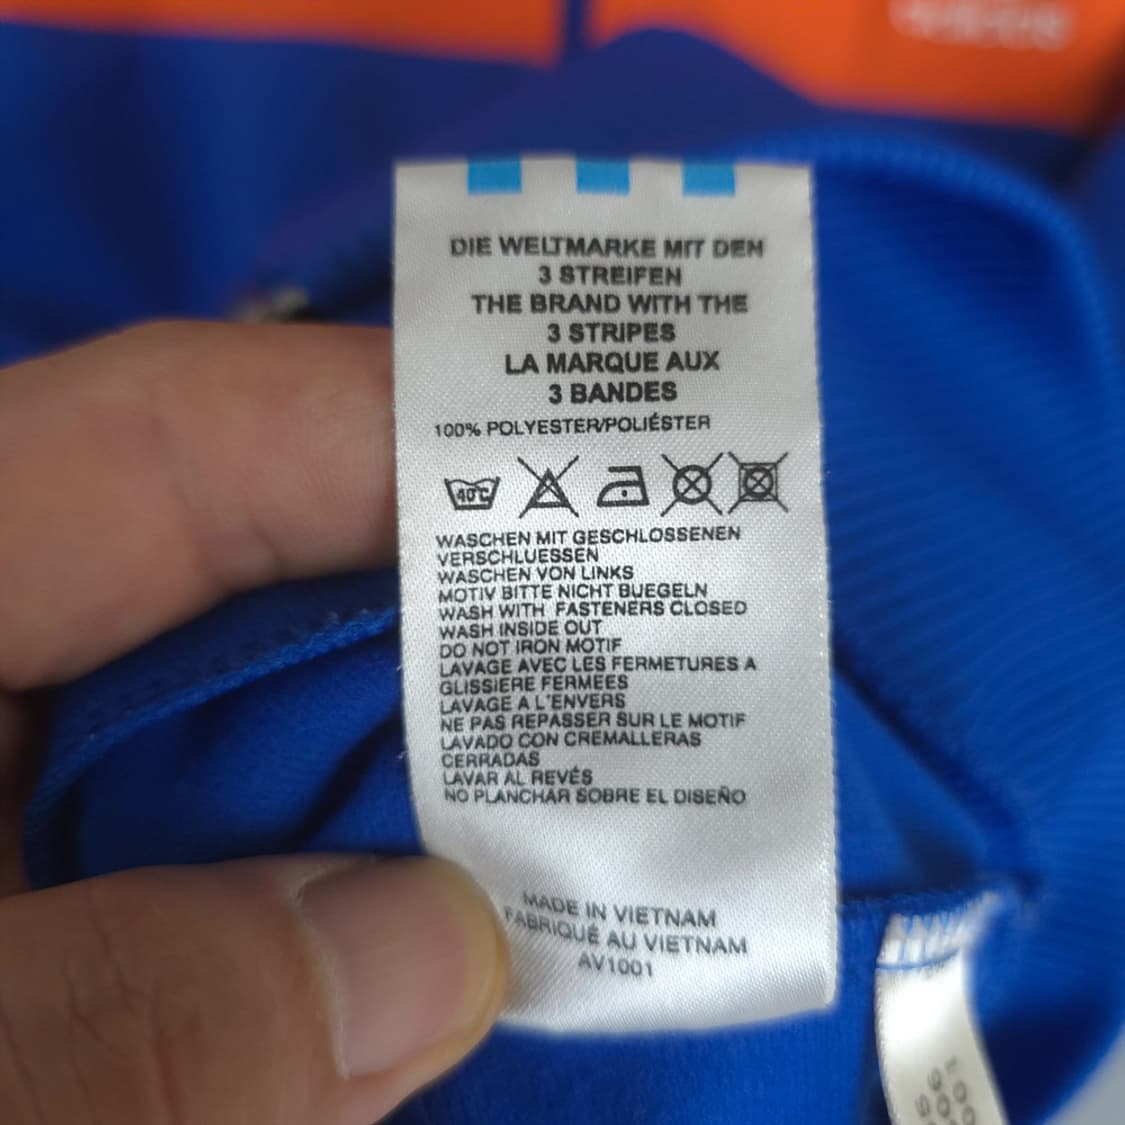 DIE WELTMARKE MIT DEN
3 STREIFEN
THE BRAND WITH THE
3 STRIPES
LA MARQUE AUX
3 BANDES
100% POLYESTER/POLIÉSTER
40°C
WASCHEN MIT GESCHLOSSENEN
VERSCHLUESSEN
WASCHEN VON LINKS
MOTIV BITTE NICHT BUEGELN
WASH WITH FASTENERS CLOSED
WASH INSIDE OUT
DO NOT IRON MOTIF
LAVAGE AVEC LES FERMETURES A
GLISSIERE FERMEES
LAVAGE A L'ENVERS
NE PAS REPASSER SUR LE MOTIF
LAVADO CON CREMALLERAS
CERRADAS
LAVAR AL REVÉS
NO PLANCHAR SOBRE EL DISEÑO
MADE IN VIETNAM
FABRIQUÉ AU VIETNAM
AV1001